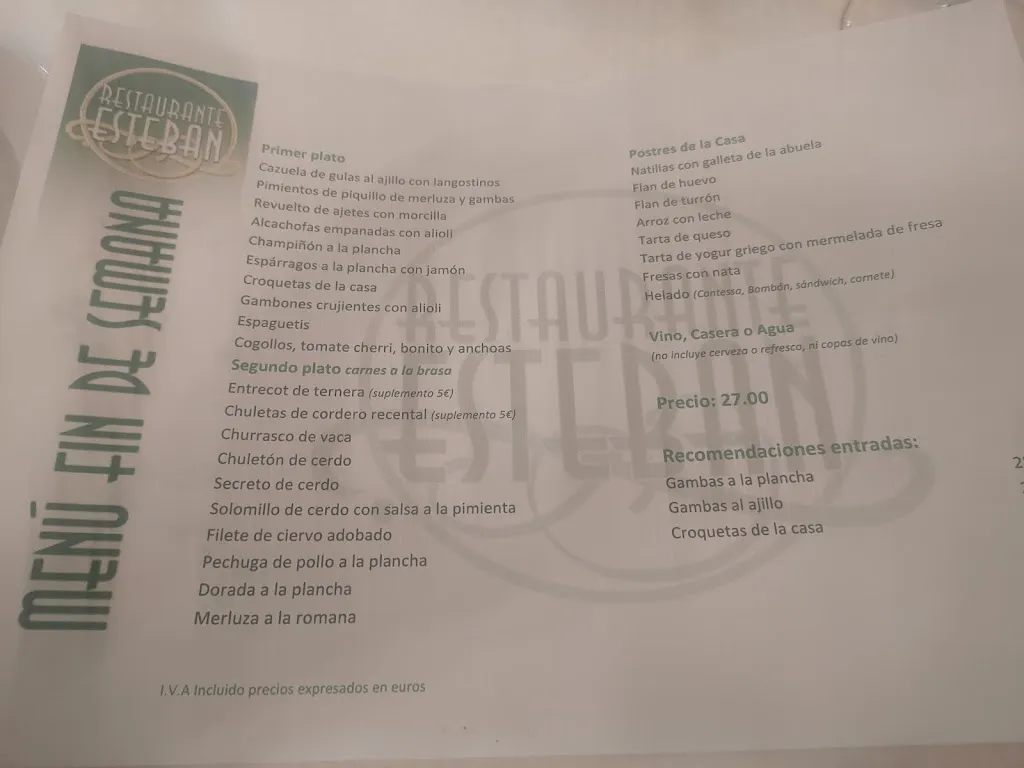 RESTAURANTE
ESTEBAN
MENÚ FIN DE SEMANA
Primer plato
Cazuela de gulas al ajillo con langostinos
Pimientos de piquillo de merluza y gambas
Revuelto de ajetes con morcilla
Alcachofas empanadas con alioli
Champiñón a la plancha
Espárragos a la plancha con jamón
Croquetas de la casa
Gambones crujientes con alioli
Espaguetis
Cogollos, tomate cherri, bonito y anchoas
Segundo plato carnes a la brasa
Entrecot de ternera (suplemento 5€)
Chuletas de cordero recental (suplemento 5€)
Churrasco de vaca
Chuletón de cerdo
Secreto de cerdo
Solomillo de cerdo con salsa a la pimienta
Filete de ciervo adobado
Pechuga de pollo a la plancha
Dorada a la plancha
Merluza a la romana
I.V.A Incluido precios expresados en euros
Postres de la Casa
Natillas con galleta de la abuela
Flan de huevo
Flan de turrón
Arroz con leche
Tarta de queso
Tarta de yogur griego con mermelada de fresa
Fresas con nata
Helado (Contessa, Bombón, sándwich, cornete)
Vino, Casera o Agua
(no incluye cerveza o refresco, ni copas de vino)
Precio: 27.00
Recomendaciones entradas:
Gambas a la plancha
Gambas al ajillo
Croquetas de la casa
RESTAURANTE
ESTEBAN